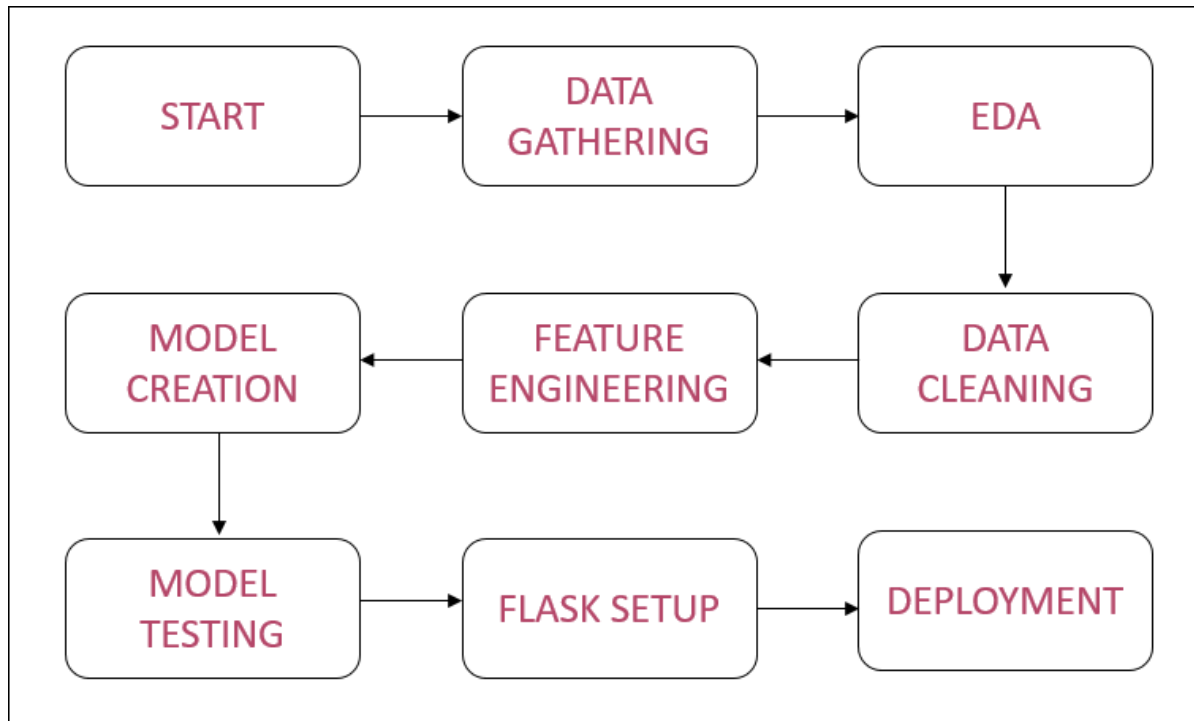 START
DATA
GATHERING
EDA
MODEL
CREATION
FEATURE
ENGINEERING
DATA
CLEANING
MODEL
TESTING
FLASK SETUP
DEPLOYMENT